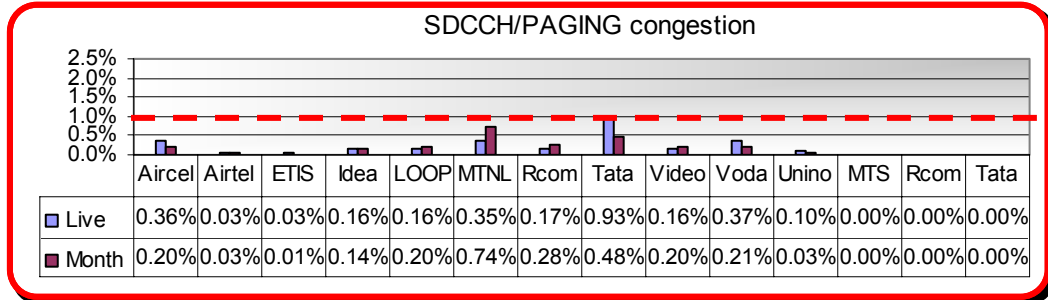 SDCCH/PAGING congestion
2.5%
2.0%
1.5%
1.0%
0.5%
0.0%
Aircel Airtel ETIS Idea LOOP MTNL Rcom Tata Video Voda Unino MTS Rcom Tata
Live 0.36% 0.03% 0.03% 0.16% 0.16% 0.35% 0.17% 0.93% 0.16% 0.37% 0.10% 0.00% 0.00% 0.00%
Month 0.20% 0.03% 0.01% 0.14% 0.20% 0.74% 0.28% 0.48% 0.20% 0.21% 0.03% 0.00% 0.00% 0.00%